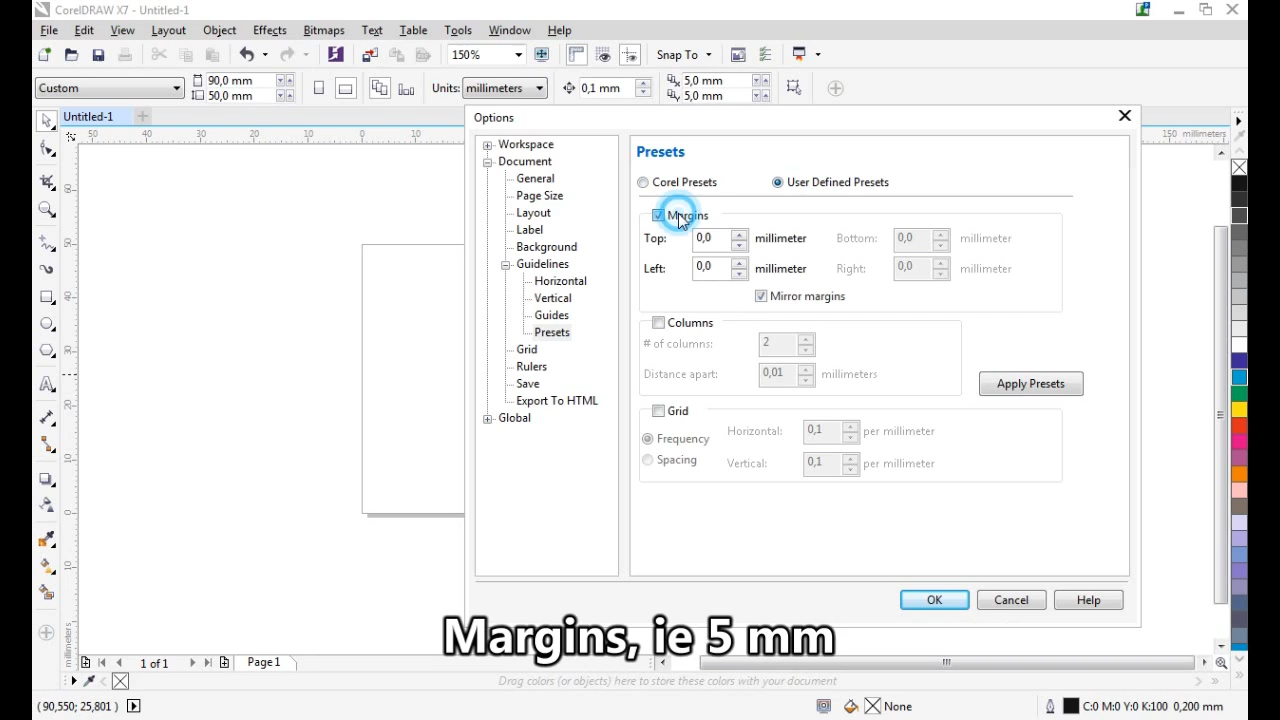 CorelDRAW X7 - Untitled-1
File Edit View Layout Object Effects Bitmaps Text Table Tools Window Help
150% Snap To
Custom 90,0 mm 50,0 mm Units: millimeters 0,1 mm 5,0 mm 5,0 mm
Untitled-1
50 40 30 20 10 150 millimeters
Options
Workspace
Document
General
Page Size
Layout
Label
Background
Guidelines
Horizontal
Vertical
Guides
Presets
Grid
Rulers
Save
Export To HTML
Global
Presets
Corel Presets User Defined Presets
Margins
Top: 0,0 millimeter Bottom: 0,0 millimeter
Left: 0,0 millimeter Right: 0,0 millimeter
Mirror margins
Columns
# of columns: 2
Distance apart: 0,01 millimeters
Apply Presets
Grid
Frequency Horizontal: 0,1 per millimeter
Spacing Vertical: 0,1 per millimeter
OK Cancel Help
Margins, ie 5 mm
1 of 1 Page 1
Drag colors (or objects) here to store these colors with your document
( 90,550; 25,801 ) None C:0 M:0 Y:0 K:100 0,200 mm